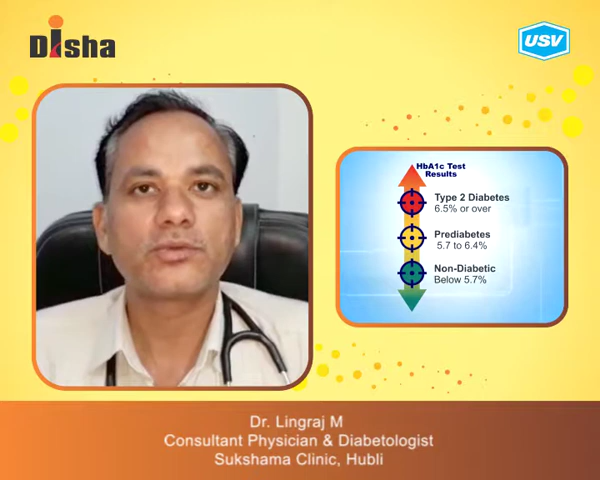 Disha
USV
HbA1c Test
Results
Type 2 Diabetes
6.5% or over
Prediabetes
5.7 to 6.4%
Non-Diabetic
Below 5.7%
Dr. Lingraj M
Consultant Physician & Diabetologist
Sukshama Clinic, Hubli